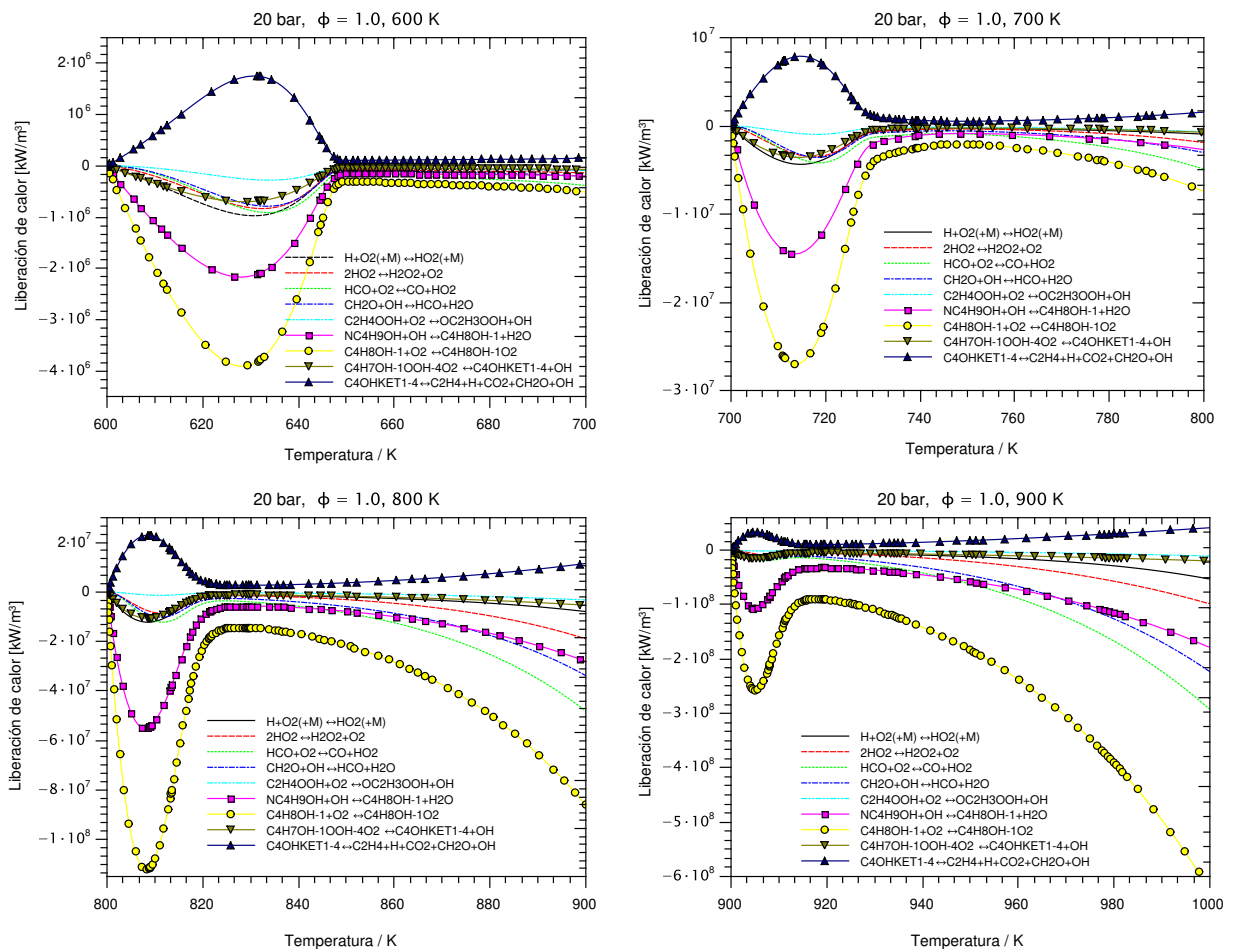 20 bar, ϕ = 1.0, 600 K
Liberación de calor [kW/m³]
2·10⁶
10⁶
0
−1·10⁶
−2·10⁶
−3·10⁶
−4·10⁶
H+O2(+M) ↔HO2(+M)
2HO2↔H2O2+O2
HCO+O2↔CO+HO2
CH2O+OH↔HCO+H2O
C2H4OOH+O2 ↔OC2H3OOH+OH
NC4H9OH+OH ↔C4H8OH-1+H2O
C4H8OH-1+O2 ↔C4H8OH-1O2
C4H7OH-1OOH-4O2 ↔C4OHKET1-4+OH
C4OHKET1-4↔C2H4+H+CO2+CH2O+OH
600 620 640 660 680 700
Temperatura / K
20 bar, ϕ = 1.0, 700 K
Liberación de calor [kW/m³]
10⁷
0
−1·10⁷
−2·10⁷
−3·10⁷
H+O2(+M) ↔HO2(+M)
2HO2↔H2O2+O2
HCO+O2↔CO+HO2
CH2O+OH↔HCO+H2O
C2H4OOH+O2 ↔OC2H3OOH+OH
NC4H9OH+OH ↔C4H8OH-1+H2O
C4H8OH-1+O2 ↔C4H8OH-1O2
C4H7OH-1OOH-4O2 ↔C4OHKET1-4+OH
C4OHKET1-4↔C2H4+H+CO2+CH2O+OH
700 720 740 760 780 800
Temperatura / K
20 bar, ϕ = 1.0, 800 K
Liberación de calor [kW/m³]
2·10⁷
0
−2·10⁷
−4·10⁷
−6·10⁷
−8·10⁷
−1·10⁸
H+O2(+M) ↔HO2(+M)
2HO2↔H2O2+O2
HCO+O2↔CO+HO2
CH2O+OH↔HCO+H2O
C2H4OOH+O2 ↔OC2H3OOH+OH
NC4H9OH+OH ↔C4H8OH-1+H2O
C4H8OH-1+O2 ↔C4H8OH-1O2
C4H7OH-1OOH-4O2 ↔C4OHKET1-4+OH
C4OHKET1-4↔C2H4+H+CO2+CH2O+OH
800 820 840 860 880 900
Temperatura / K
20 bar, ϕ = 1.0, 900 K
Liberación de calor [kW/m³]
0
−1·10⁸
−2·10⁸
−3·10⁸
−4·10⁸
−5·10⁸
−6·10⁸
H+O2(+M) ↔HO2(+M)
2HO2↔H2O2+O2
HCO+O2↔CO+HO2
CH2O+OH↔HCO+H2O
C2H4OOH+O2 ↔OC2H3OOH+OH
NC4H9OH+OH ↔C4H8OH-1+H2O
C4H8OH-1+O2 ↔C4H8OH-1O2
C4H7OH-1OOH-4O2 ↔C4OHKET1-4+OH
C4OHKET1-4↔C2H4+H+CO2+CH2O+OH
900 920 940 960 980 1000
Temperatura / K